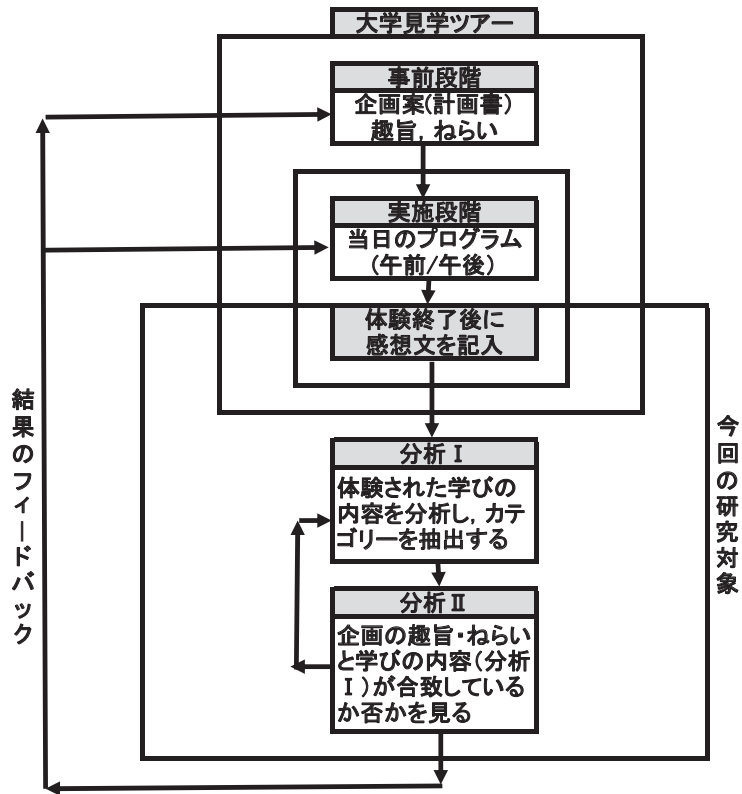 大学見学ツアー
事前段階
企画案(計画書)
趣旨,ねらい
実施段階
当日のプログラム
(午前/午後)
体験終了後に
感想文を記入
分析Ⅰ
体験された学びの
内容を分析し,カテ
ゴリーを抽出する
分析Ⅱ
企画の趣旨・ねらい
と学びの内容(分析
Ⅰ)が合致している
か否かを見る
結果のフィードバック
今回の研究対象